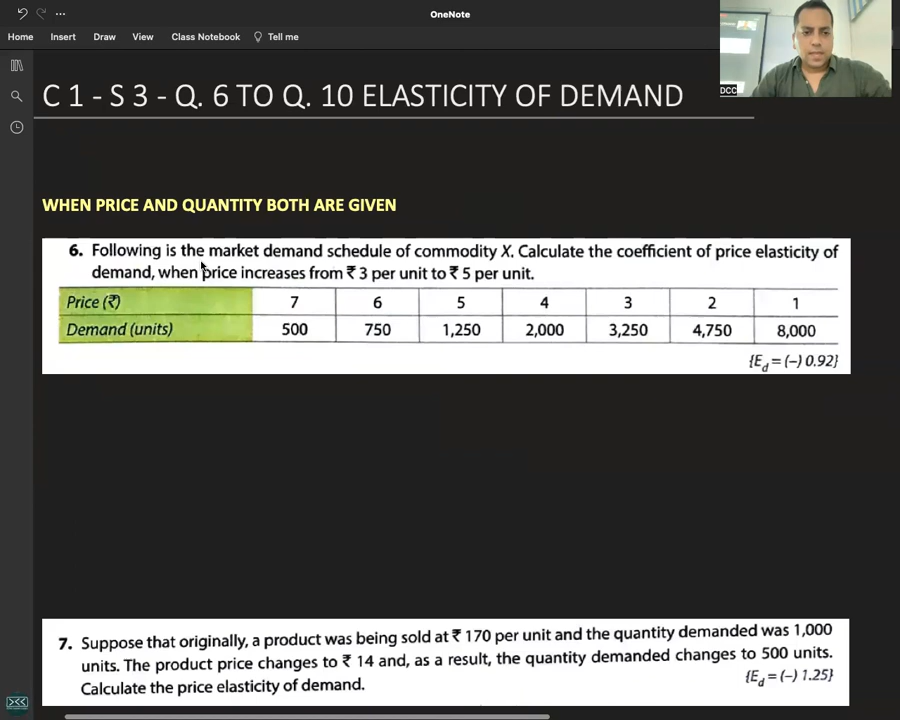 OneNote
Home Insert Draw View Class Notebook Tell me
DCC
C 1 - S 3 - Q. 6 TO Q. 10 ELASTICITY OF DEMAND
WHEN PRICE AND QUANTITY BOTH ARE GIVEN
6. Following is the market demand schedule of commodity X. Calculate the coefficient of price elasticity of
demand, when price increases from ₹ 3 per unit to ₹ 5 per unit.
Price (₹) 7 6 5 4 3 2 1
Demand (units) 500 750 1,250 2,000 3,250 4,750 8,000
{Ed = (–) 0.92}
7. Suppose that originally, a product was being sold at ₹ 170 per unit and the quantity demanded was 1,000
units. The product price changes to ₹ 14 and, as a result, the quantity demanded changes to 500 units.
Calculate the price elasticity of demand.
{Ed = (–) 1.25}